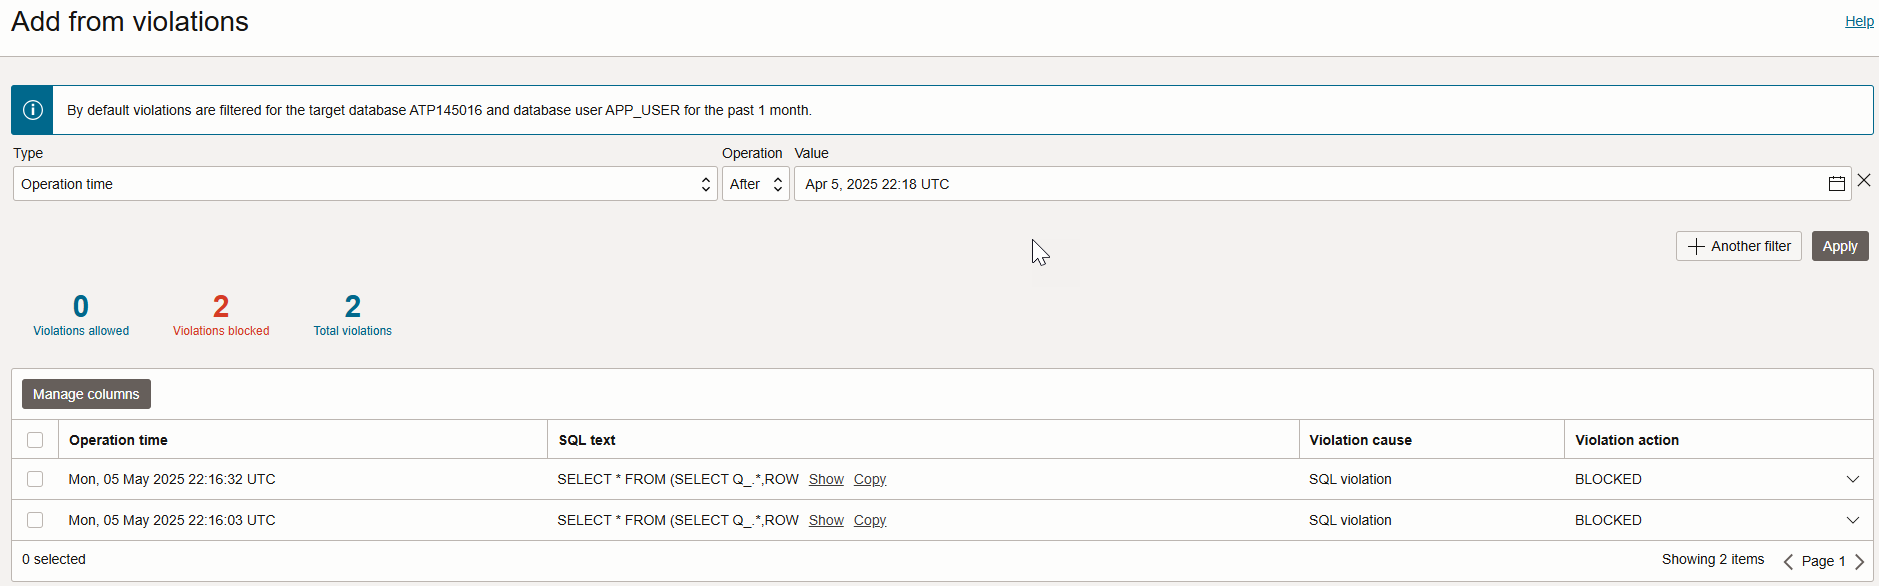 Add from violations
Help
By default violations are filtered for the target database ATP145016 and database user APP_USER for the past 1 month.
Type Operation Value
Operation time After Apr 5, 2025 22:18 UTC
Another filter Apply
0 2 2
Violations allowed Violations blocked Total violations
Manage columns
Operation time SQL text Violation cause Violation action
Mon, 05 May 2025 22:16:32 UTC SELECT * FROM (SELECT Q_.*,ROW Show Copy SQL violation BLOCKED
Mon, 05 May 2025 22:16:03 UTC SELECT * FROM (SELECT Q_.*,ROW Show Copy SQL violation BLOCKED
0 selected Showing 2 items Page 1